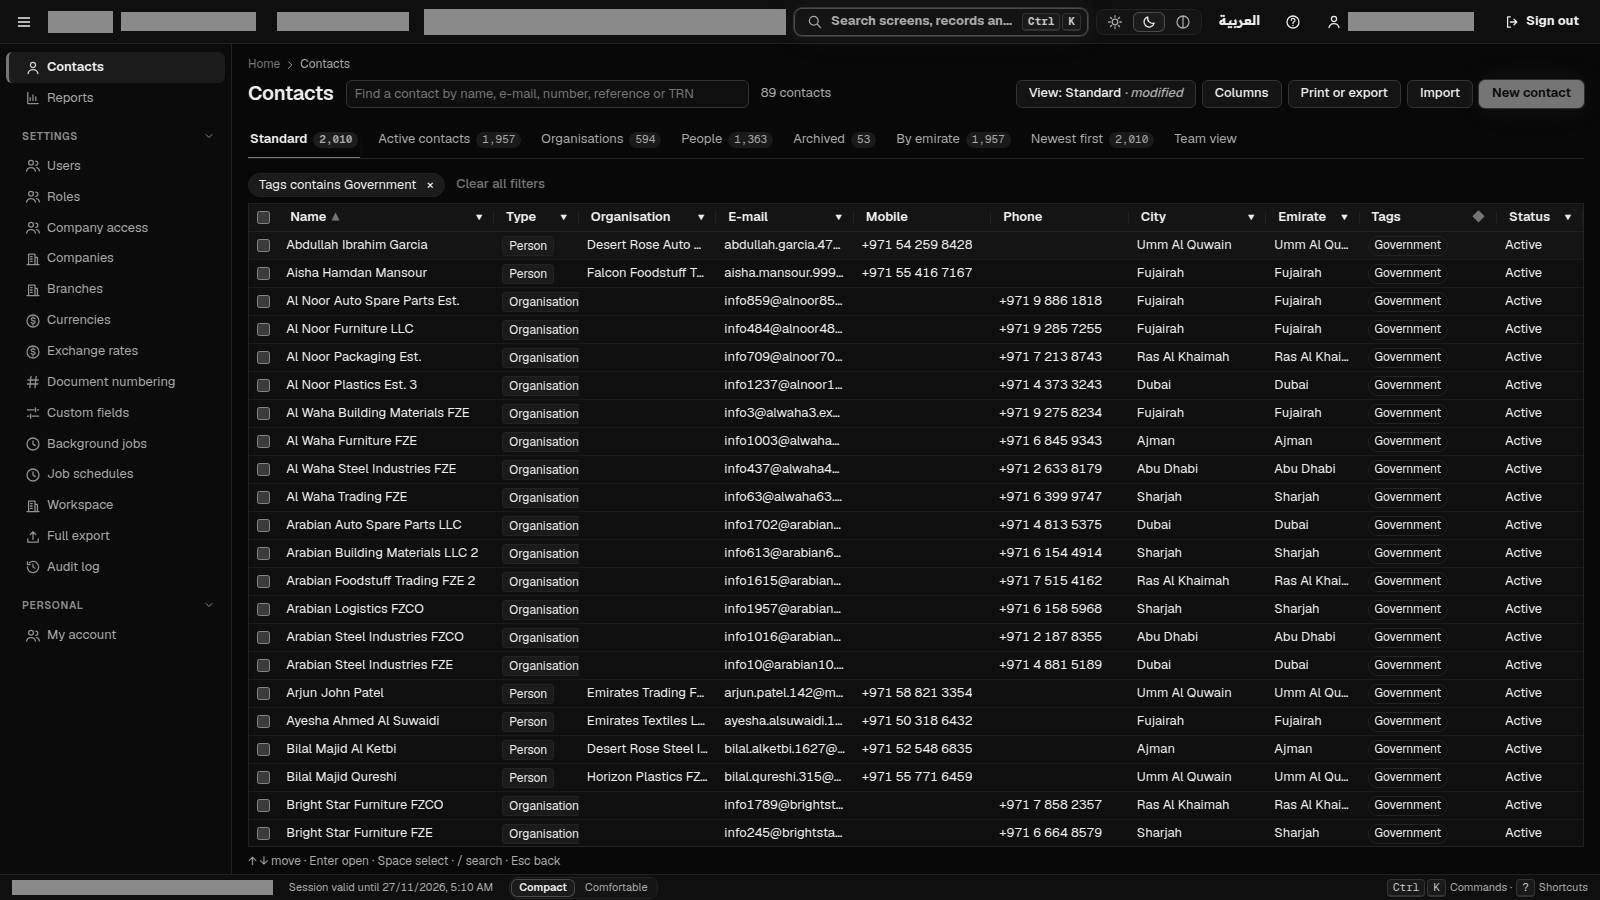 Search screens, records an... Ctrl K
العربية
Sign out
Contacts
Reports
SETTINGS
Users
Roles
Company access
Companies
Branches
Currencies
Exchange rates
Document numbering
Custom fields
Background jobs
Job schedules
Workspace
Full export
Audit log
PERSONAL
My account
Home > Contacts
Contacts Find a contact by name, e-mail, number, reference or TRN 89 contacts View: Standard · modified Columns Print or export Import New contact
Standard 2,010 Active contacts 1,957 Organisations 594 People 1,363 Archived 53 By emirate 1,957 Newest first 2,010 Team view
Tags contains Government × Clear all filters
Name ▲ Type Organisation E-mail Mobile Phone City Emirate Tags Status
Abdullah Ibrahim Garcia Person Desert Rose Auto ... abdullah.garcia.47... +971 54 259 8428 Umm Al Quwain Umm Al Qu... Government Active
Aisha Hamdan Mansour Person Falcon Foodstuff T... aisha.mansour.999... +971 55 416 7167 Fujairah Fujairah Government Active
Al Noor Auto Spare Parts Est. Organisation info859@alnoor85... +971 9 886 1818 Fujairah Fujairah Government Active
Al Noor Furniture LLC Organisation info484@alnoor48... +971 9 285 7255 Fujairah Fujairah Government Active
Al Noor Packaging Est. Organisation info709@alnoor70... +971 7 213 8743 Ras Al Khaimah Ras Al Khai... Government Active
Al Noor Plastics Est. 3 Organisation info1237@alnoor1... +971 4 373 3243 Dubai Dubai Government Active
Al Waha Building Materials FZE Organisation info3@alwaha3.ex... +971 9 275 8234 Fujairah Fujairah Government Active
Al Waha Furniture FZE Organisation info1003@alwaha... +971 6 845 9343 Ajman Ajman Government Active
Al Waha Steel Industries FZE Organisation info437@alwaha4... +971 2 633 8179 Abu Dhabi Abu Dhabi Government Active
Al Waha Trading FZE Organisation info63@alwaha63.... +971 6 399 9747 Sharjah Sharjah Government Active
Arabian Auto Spare Parts LLC Organisation info1702@arabian... +971 4 813 5375 Dubai Dubai Government Active
Arabian Building Materials LLC 2 Organisation info613@arabian6... +971 6 154 4914 Sharjah Sharjah Government Active
Arabian Foodstuff Trading FZE 2 Organisation info1615@arabian... +971 7 515 4162 Ras Al Khaimah Ras Al Khai... Government Active
Arabian Logistics FZCO Organisation info1957@arabian... +971 6 158 5968 Sharjah Sharjah Government Active
Arabian Steel Industries FZCO Organisation info1016@arabian... +971 2 187 8355 Abu Dhabi Abu Dhabi Government Active
Arabian Steel Industries FZE Organisation info10@arabian10.... +971 4 881 5189 Dubai Dubai Government Active
Arjun John Patel Person Emirates Trading F... arjun.patel.142@m... +971 58 821 3354 Umm Al Quwain Umm Al Qu... Government Active
Ayesha Ahmed Al Suwaidi Person Emirates Textiles L... ayesha.alsuwaidi.1... +971 50 318 6432 Fujairah Fujairah Government Active
Bilal Majid Al Ketbi Person Desert Rose Steel I... bilal.alketbi.1627@... +971 52 548 6835 Ajman Ajman Government Active
Bilal Majid Qureshi Person Horizon Plastics FZ... bilal.qureshi.315@... +971 55 771 6459 Umm Al Quwain Umm Al Qu... Government Active
Bright Star Furniture FZCO Organisation info1789@brightst... +971 7 858 2357 Ras Al Khaimah Ras Al Khai... Government Active
Bright Star Furniture FZE Organisation info245@brightsta... +971 6 664 8579 Sharjah Sharjah Government Active
↑↓ move · Enter open · Space select · / search · Esc back
Session valid until 27/11/2026, 5:10 AM Compact Comfortable Ctrl K Commands · ? Shortcuts